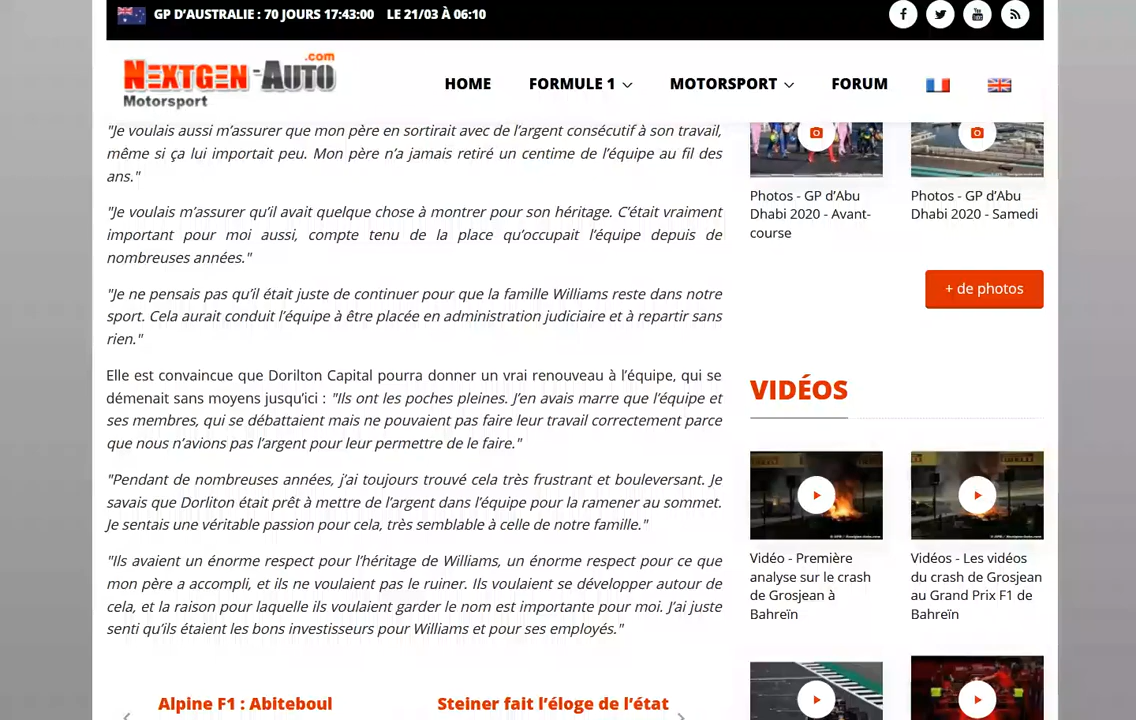 GP D’AUSTRALIE : 70 JOURS 17:43:00 LE 21/03 À 06:10
NEXTGEN-AUTO .com
Motorsport
HOME FORMULE 1 MOTORSPORT FORUM
"Je voulais aussi m’assurer que mon père en sortirait avec de l’argent consécutif à son travail,
même si ça lui importait peu. Mon père n’a jamais retiré un centime de l’équipe au fil des
ans."
"Je voulais m’assurer qu’il avait quelque chose à montrer pour son héritage. C’était vraiment
important pour moi aussi, compte tenu de la place qu’occupait l’équipe depuis de
nombreuses années."
"Je ne pensais pas qu’il était juste de continuer pour que la famille Williams reste dans notre
sport. Cela aurait conduit l’équipe à être placée en administration judiciaire et à repartir sans
rien."
Elle est convaincue que Dorilton Capital pourra donner un vrai renouveau à l’équipe, qui se
démenait sans moyens jusqu’ici : "Ils ont les poches pleines. J’en avais marre que l’équipe et
ses membres, qui se débattaient mais ne pouvaient pas faire leur travail correctement parce
que nous n’avions pas l’argent pour leur permettre de le faire."
"Pendant de nombreuses années, j’ai toujours trouvé cela très frustrant et bouleversant. Je
savais que Dorliton était prêt à mettre de l’argent dans l’équipe pour la ramener au sommet.
Je sentais une véritable passion pour cela, très semblable à celle de notre famille."
"Ils avaient un énorme respect pour l’héritage de Williams, un énorme respect pour ce que
mon père a accompli, et ils ne voulaient pas le ruiner. Ils voulaient se développer autour de
cela, et la raison pour laquelle ils voulaient garder le nom est importante pour moi. J’ai juste
senti qu’ils étaient les bons investisseurs pour Williams et pour ses employés."
Alpine F1 : Abiteboul
Steiner fait l’éloge de l’état
Photos - GP d’Abu
Dhabi 2020 - Avant-
course
Photos - GP d’Abu
Dhabi 2020 - Samedi
+ de photos
VIDÉOS
Vidéo - Première
analyse sur le crash
de Grosjean à
Bahreïn
Vidéos - Les vidéos
du crash de Grosjean
au Grand Prix F1 de
Bahreïn